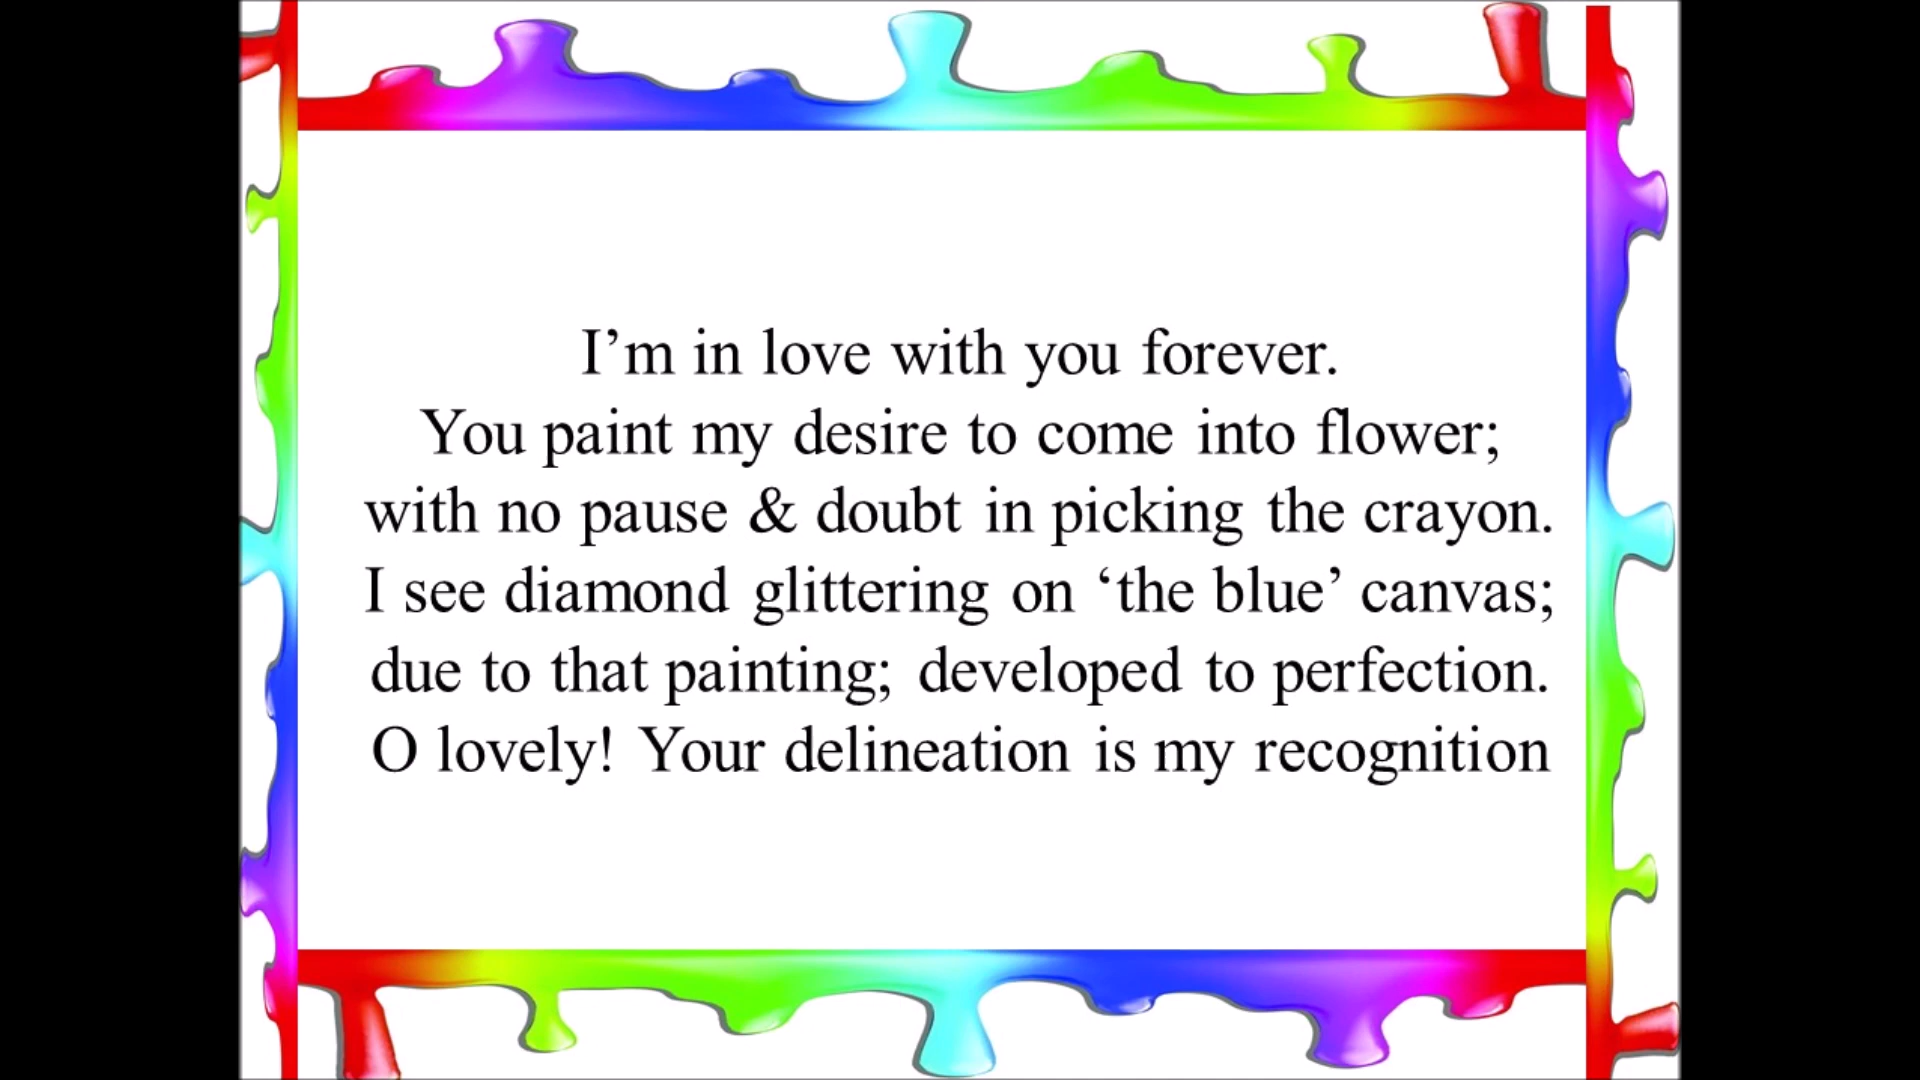 I’m in love with you forever.
You paint my desire to come into flower;
with no pause & doubt in picking the crayon.
I see diamond glittering on ‘the blue’ canvas;
due to that painting; developed to perfection.
O lovely! Your delineation is my recognition